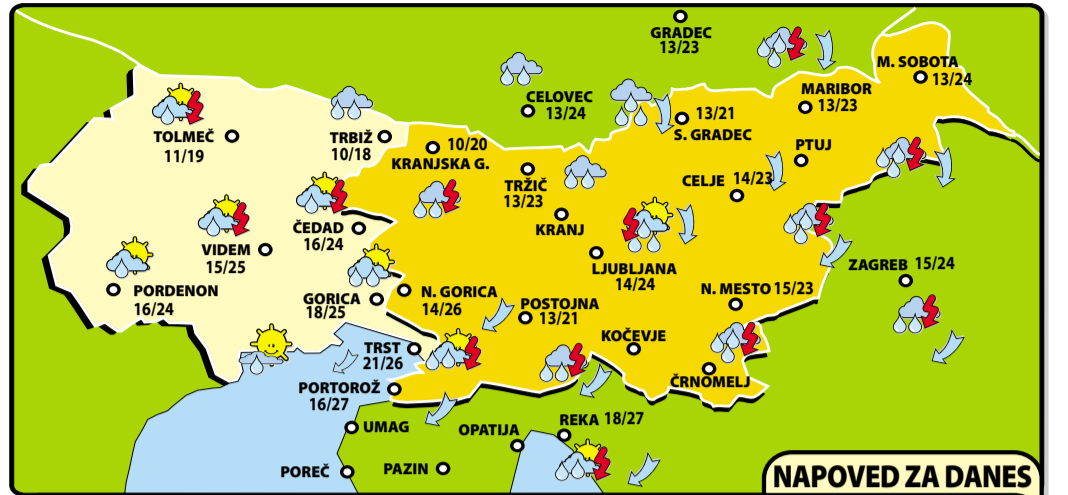 GRADEC
13/23
M. SOBOTA
13/24
CELOVEC
13/24
MARIBOR
13/23
13/21
S. GRADEC
TOLMEČ
11/19
TRBIŽ
10/18
10/20
KRANJSKA G.
PTUJ
TRŽIČ
13/23
CELJE 14/23
ČEDAD
16/24
KRANJ
VIDEM
15/25
LJUBLJANA
14/24
ZAGREB 15/24
PORDENON
16/24
GORICA
18/25
N. GORICA
14/26
POSTOJNA
13/21
N. MESTO 15/23
KOČEVJE
TRST
21/26
ČRNOMELJ
PORTOROŽ
16/27
UMAG
OPATIJA
REKA 18/27
POREČ
PAZIN
NAPOVED ZA DANES